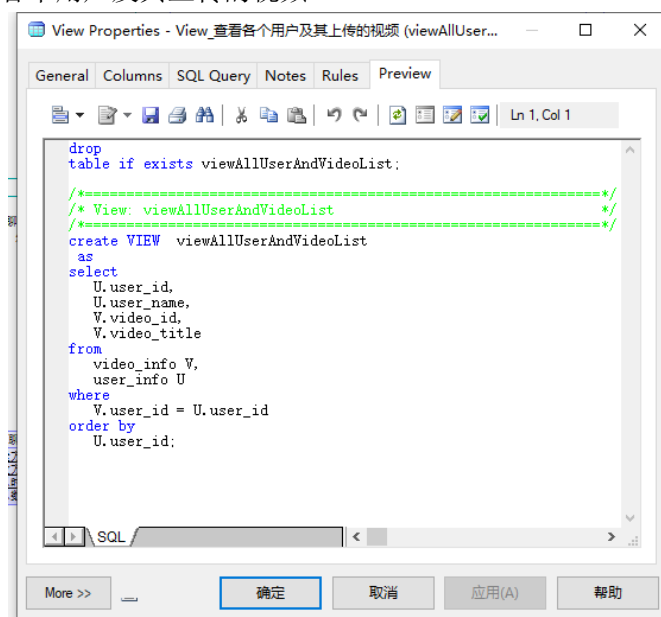 View Properties - View_查看各个用户及其上传的视频 (viewAllUser...
General Columns SQL Query Notes Rules Preview
Ln 1, Col 1
drop
table if exists viewAllUserAndVideoList;
/*==============================================================*/
/* View: viewAllUserAndVideoList */
/*==============================================================*/
create VIEW viewAllUserAndVideoList
as
select
U.user_id,
U.user_name,
V.video_id,
V.video_title
from
video_info V,
user_info U
where
V.user_id = U.user_id
order by
U.user_id;
SQL
More >> 确定 取消 应用(A) 帮助